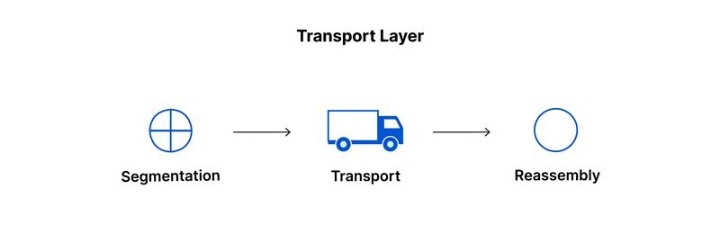 Transport Layer
Segmentation
Transport
Reassembly